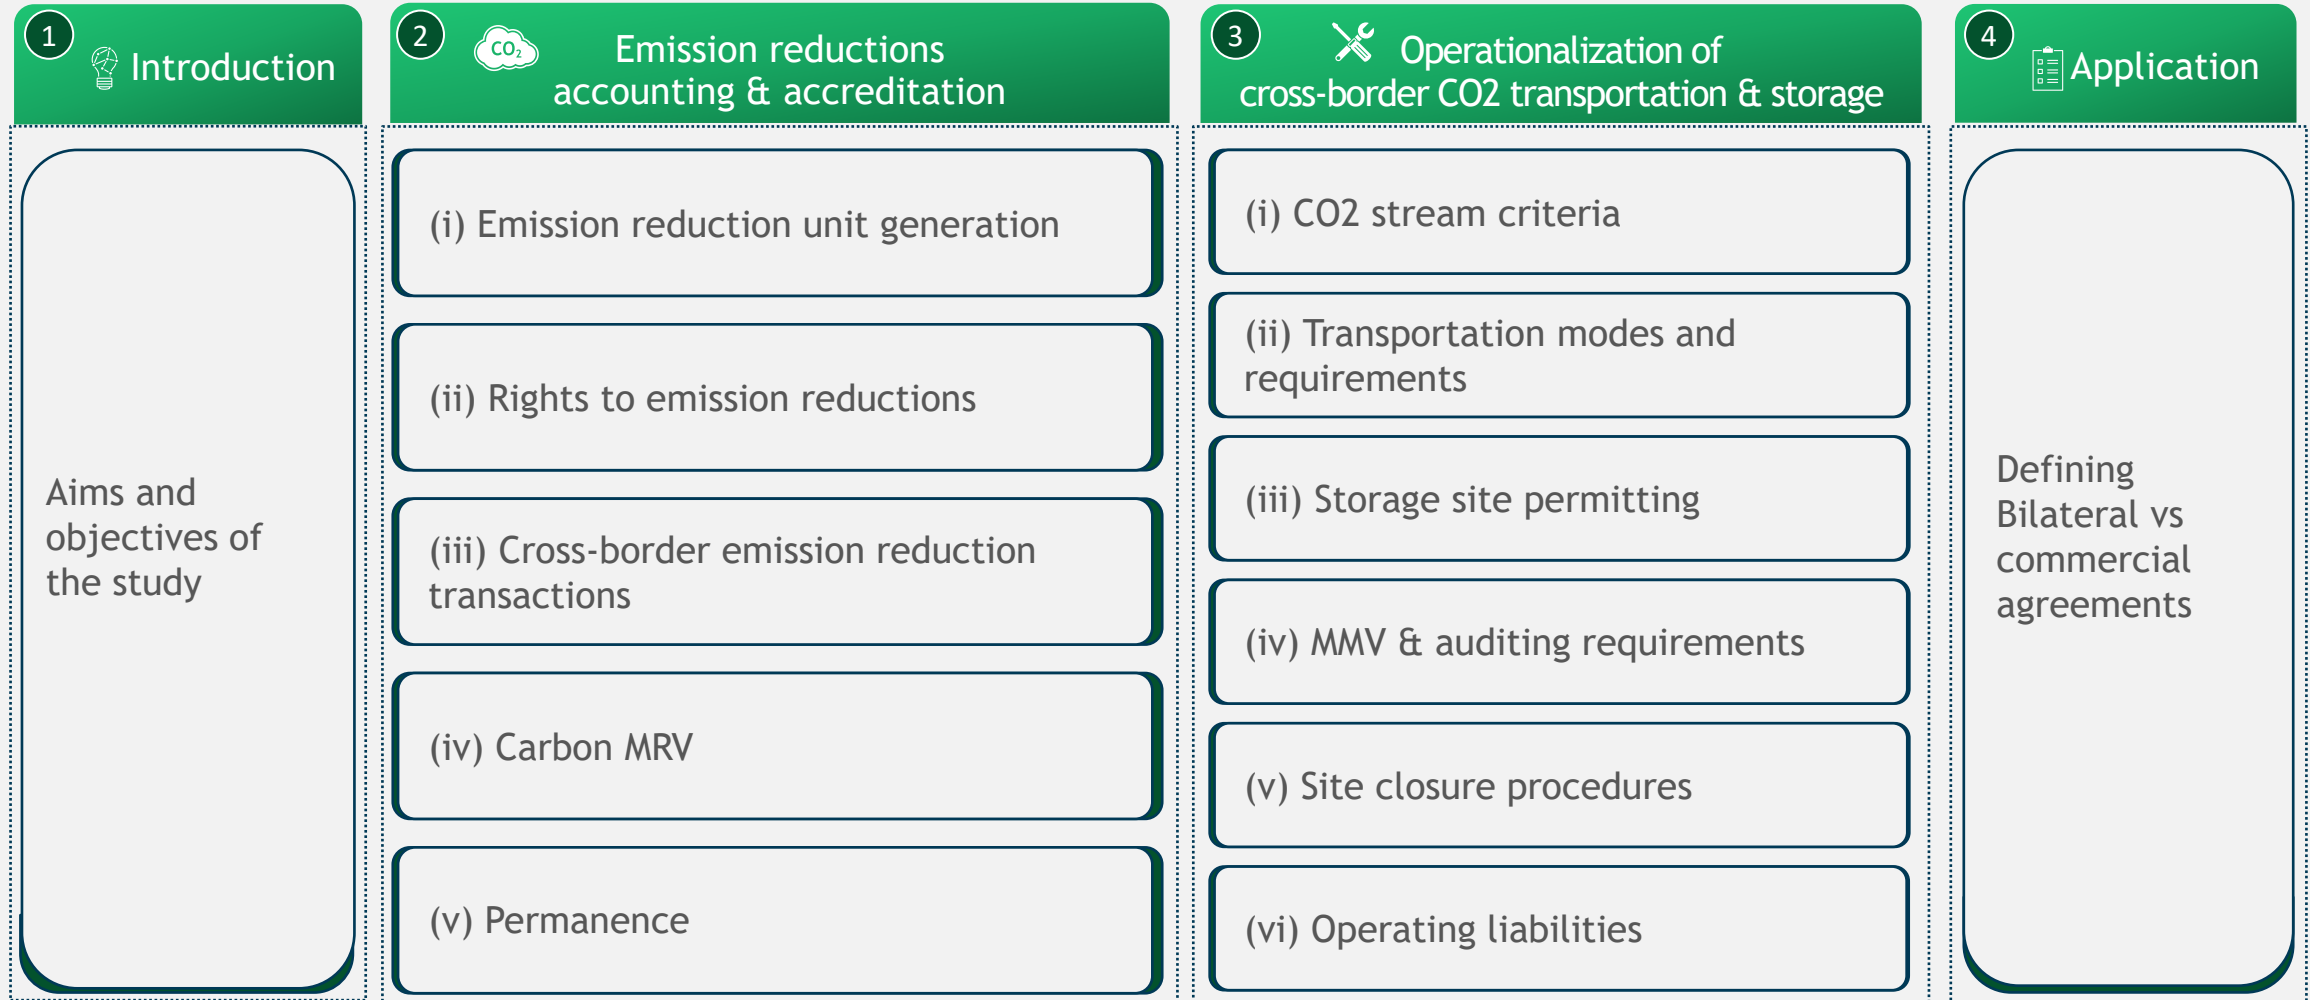 1
Introduction
Aims and
objectives of
the study
2
CO₂
Emission reductions
accounting & accreditation
(i) Emission reduction unit generation
(ii) Rights to emission reductions
(iii) Cross-border emission reduction
transactions
(iv) Carbon MRV
(v) Permanence
3
Operationalization of
cross-border CO2 transportation & storage
(i) CO2 stream criteria
(ii) Transportation modes and
requirements
(iii) Storage site permitting
(iv) MMV & auditing requirements
(v) Site closure procedures
(vi) Operating liabilities
4
Application
Defining
Bilateral vs
commercial
agreements